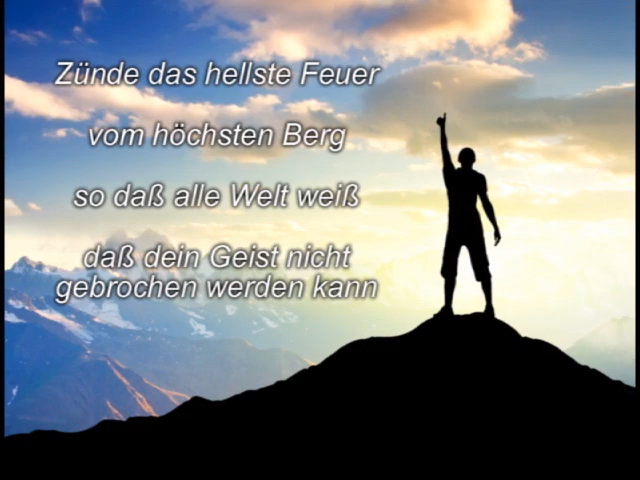 Zünde das hellste Feuer
vom höchsten Berg
so daß alle Welt weiß
daß dein Geist nicht
gebrochen werden kann